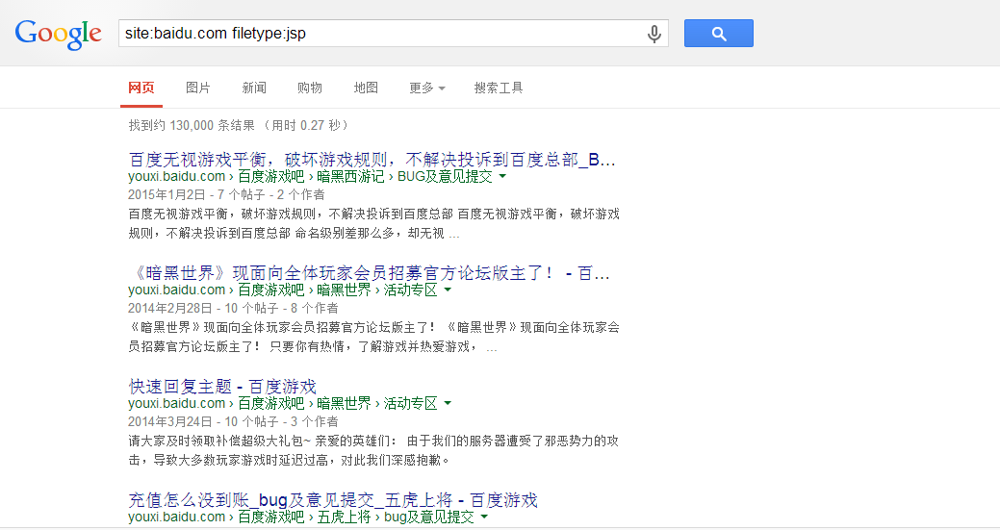 Google
site:baidu.com filetype:jsp
网页 图片 新闻 购物 地图 更多 搜索工具
找到约 130,000 条结果 (用时 0.27 秒)
百度无视游戏平衡，破坏游戏规则，不解决投诉到百度总部_B...
youxi.baidu.com › 百度游戏吧 › 暗黑西游记 › BUG及意见提交
2015年1月2日 - 7 个帖子 - 2 个作者
百度无视游戏平衡，破坏游戏规则，不解决投诉到百度总部 百度无视游戏平衡，破坏游戏
规则，不解决投诉到百度总部 命名级别差那么多，却无视 ...
《暗黑世界》现面向全体玩家会员招募官方论坛版主了！ - 百...
youxi.baidu.com › 百度游戏吧 › 暗黑世界 › 活动专区
2014年2月28日 - 10 个帖子 - 8 个作者
《暗黑世界》现面向全体玩家会员招募官方论坛版主了！ 《暗黑世界》现面向全体玩家会
员招募官方论坛版主了！ 只要你有热情，了解游戏并热爱游戏， ...
快速回复主题 - 百度游戏
youxi.baidu.com › 百度游戏吧 › 暗黑世界 › 活动专区
2014年3月24日 - 10 个帖子 - 3 个作者
请大家及时领取补偿超级大礼包~ 亲爱的英雄们： 由于我们的服务器遭受了邪恶势力的攻
击，导致大多数玩家游戏时延迟过高，对此我们深感抱歉。
充值怎么没到账_bug及意见提交_五虎上将 - 百度游戏
youxi.baidu.com › 百度游戏吧 › 五虎上将 › bug及意见提交